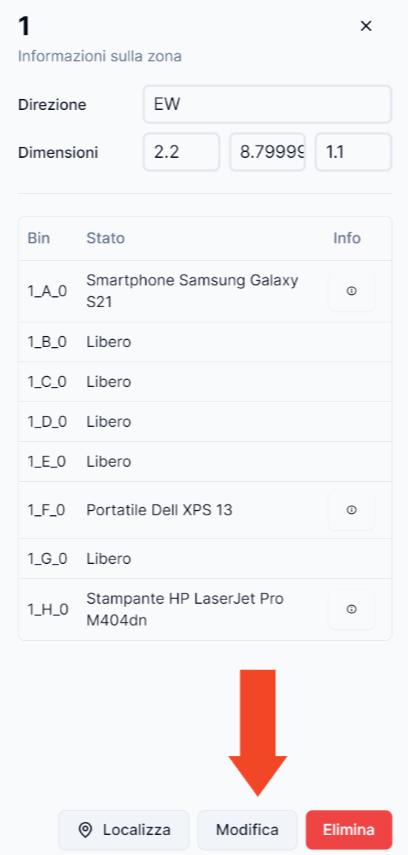 1
Informazioni sulla zona
Direzione EW
Dimensioni 2.2 8.79999 1.1
Bin Stato Info
1_A_0 Smartphone Samsung Galaxy
S21
1_B_0 Libero
1_C_0 Libero
1_D_0 Libero
1_E_0 Libero
1_F_0 Portatile Dell XPS 13
1_G_0 Libero
1_H_0 Stampante HP LaserJet Pro
M404dn
Localizza Modifica Elimina